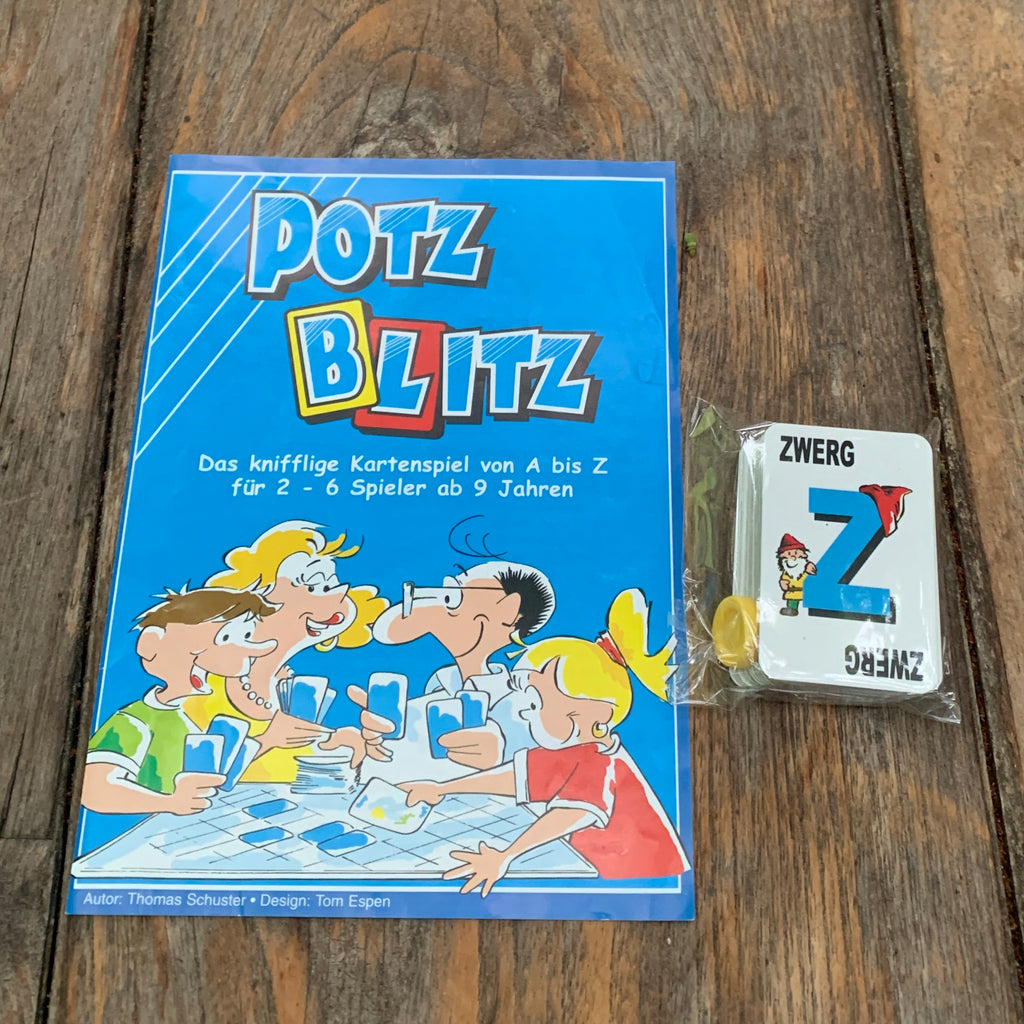 POTZ
BLITZ
Das knifflige Kartenspiel von A bis Z
für 2 - 6 Spieler ab 9 Jahren
Autor: Thomas Schuster • Design: Tom Espen
ZWERG
Z
ZWERG